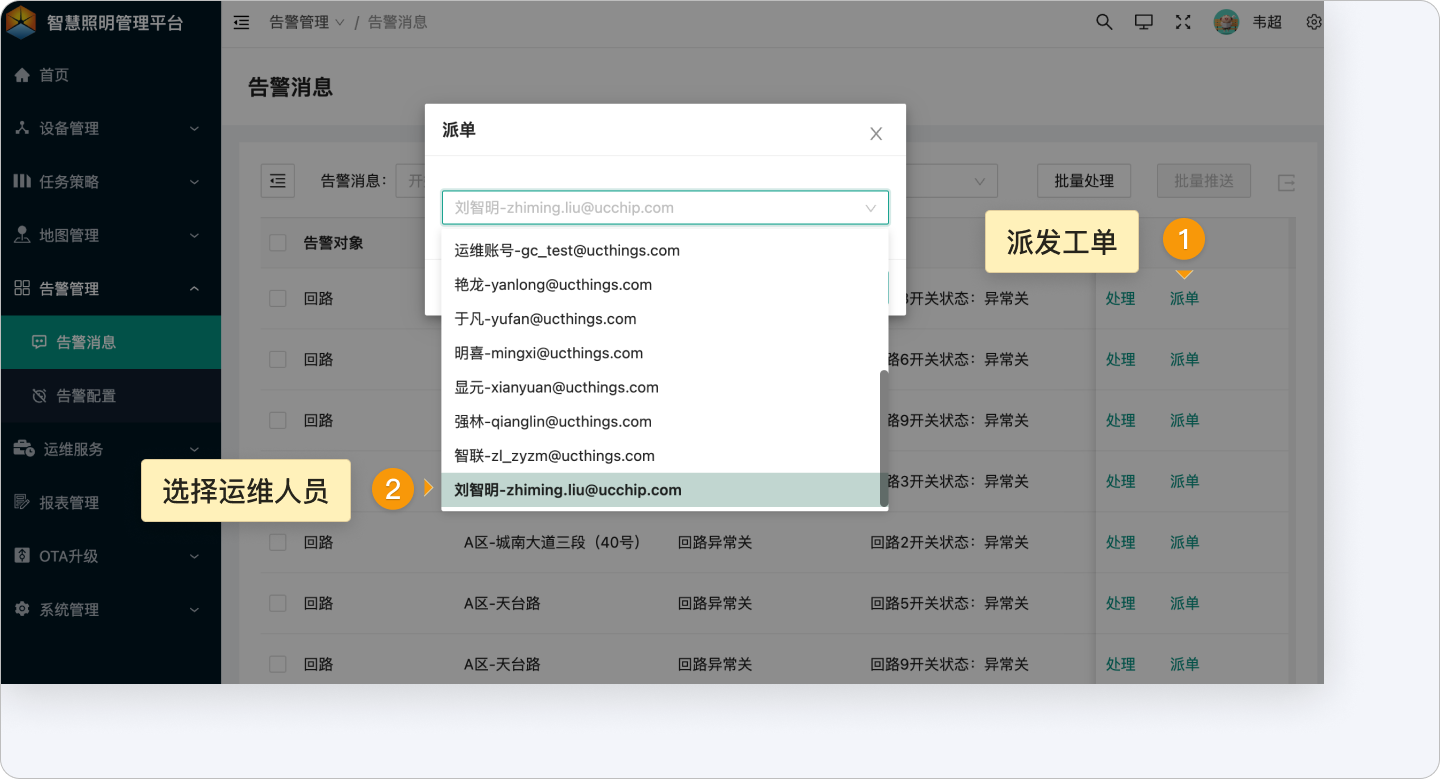 智慧照明管理平台
告警管理 / 告警消息
韦超
首页
设备管理
任务策略
地图管理
告警管理
告警消息
告警配置
运维服务
报表管理
OTA升级
系统管理
告警消息
告警消息：
批量处理
批量推送
告警对象
派单
刘智明-zhiming.liu@ucchip.com
运维账号-gc_test@ucthings.com
艳龙-yanlong@ucthings.com
于凡-yufan@ucthings.com
明喜-mingxi@ucthings.com
显元-xianyuan@ucthings.com
强林-qianglin@ucthings.com
智联-zl_zyzm@ucthings.com
刘智明-zhiming.liu@ucchip.com
派发工单 1
选择运维人员 2
回路 3开关状态：异常关 处理 派单
回路 路6开关状态：异常关 处理 派单
回路 路9开关状态：异常关 处理 派单
路3开关状态：异常关 处理 派单
回路 A区-城南大道三段（40号） 回路异常关 回路2开关状态：异常关 处理 派单
回路 A区-天台路 回路异常关 回路5开关状态：异常关 处理 派单
回路 A区-天台路 回路异常关 回路9开关状态：异常关 处理 派单